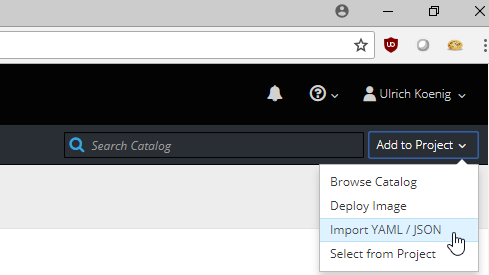 Ulrich Koenig
Search Catalog
Add to Project
Browse Catalog
Deploy Image
Import YAML / JSON
Select from Project